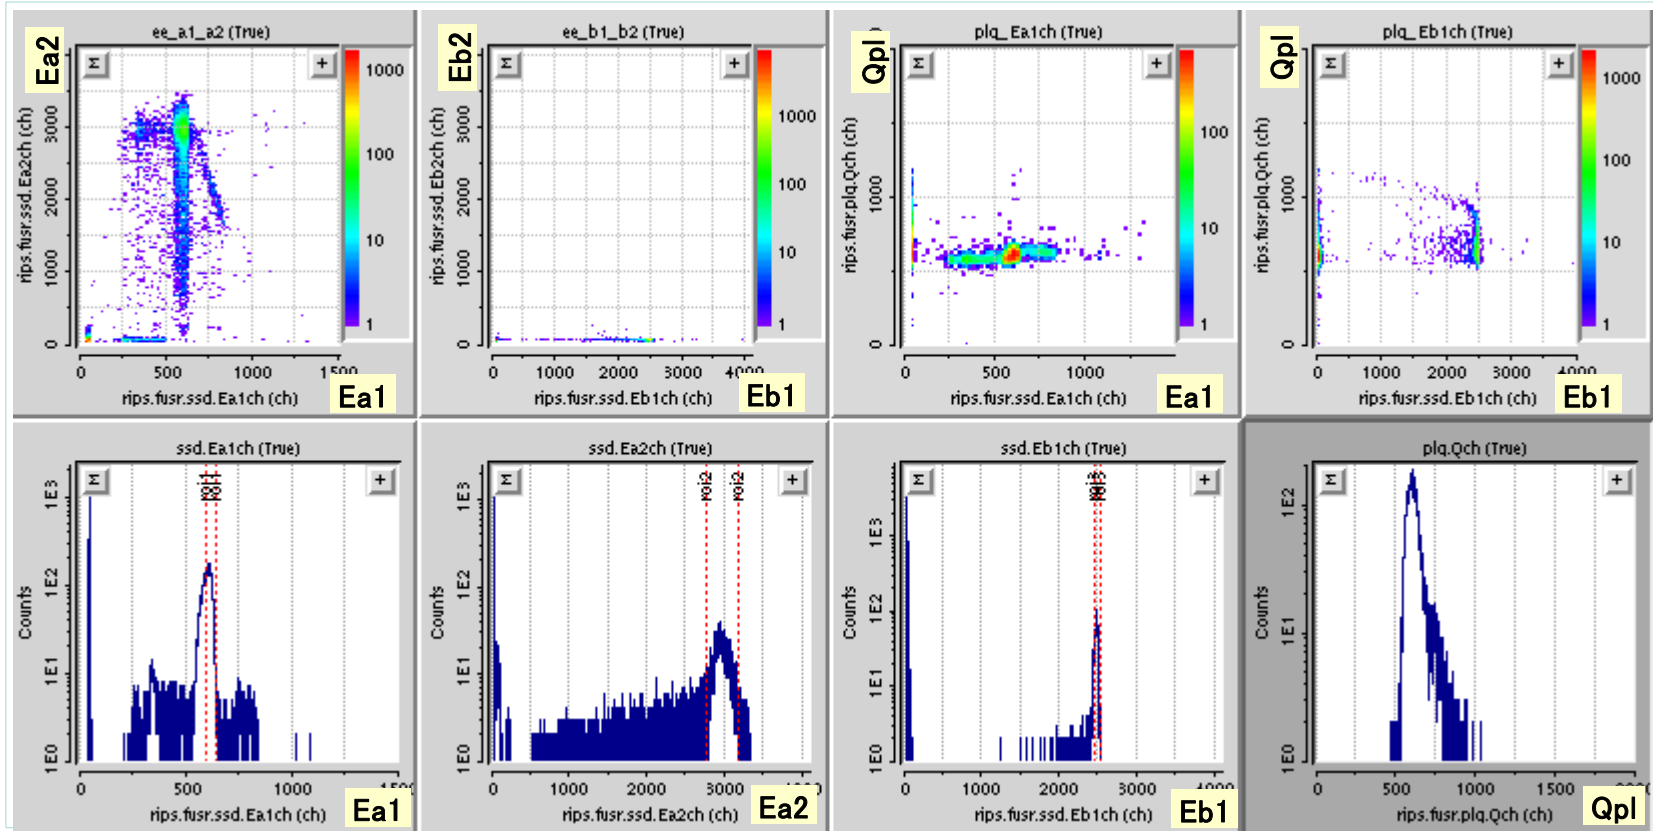 ee_a1_a2 (True)
Ea2
Σ
+
rips.fusr.ssd.Ea2ch (ch)
0
1000
2000
3000
1000
100
10
1
0
500
1000
rips.fusr.ssd.Ea1ch (ch)
Ea1
ee_b1_b2 (True)
Eb2
Σ
+
rips.fusr.ssd.Eb2ch (ch)
0
1000
2000
3000
1000
100
10
1
0
1000
2000
3000
rips.fusr.ssd.Eb1ch (ch)
Eb1
plq_Ea1ch (True)
Qpl
Σ
+
rips.fusr.plq.Qch (ch)
0
1000
100
10
1
0
500
1000
rips.fusr.ssd.Ea1ch (ch)
Ea1
plq_Eb1ch (True)
Qpl
Σ
+
rips.fusr.plq.Qch (ch)
0
1000
1000
100
10
1
0
1000
2000
3000
4000
rips.fusr.ssd.Eb1ch (ch)
Eb1
ssd.Ea1ch (True)
Σ
+
Counts
1E0
1E1
1E2
1E3
0
500
1000
rips.fusr.ssd.Ea1ch (ch)
Ea1
ssd.Ea2ch (True)
Σ
roi2
roi2
+
Counts
1E0
1E1
1E2
1E3
0
1000
2000
3000
rips.fusr.ssd.Ea2ch (ch)
Ea2
ssd.Eb1ch (True)
Σ
+
Counts
1E0
1E1
1E2
1E3
0
1000
2000
3000
rips.fusr.ssd.Eb1ch (ch)
Eb1
plq.Qch (True)
Σ
+
Counts
1E0
1E1
1E2
0
500
1000
1500
rips.fusr.plq.Qch (ch)
Qpl